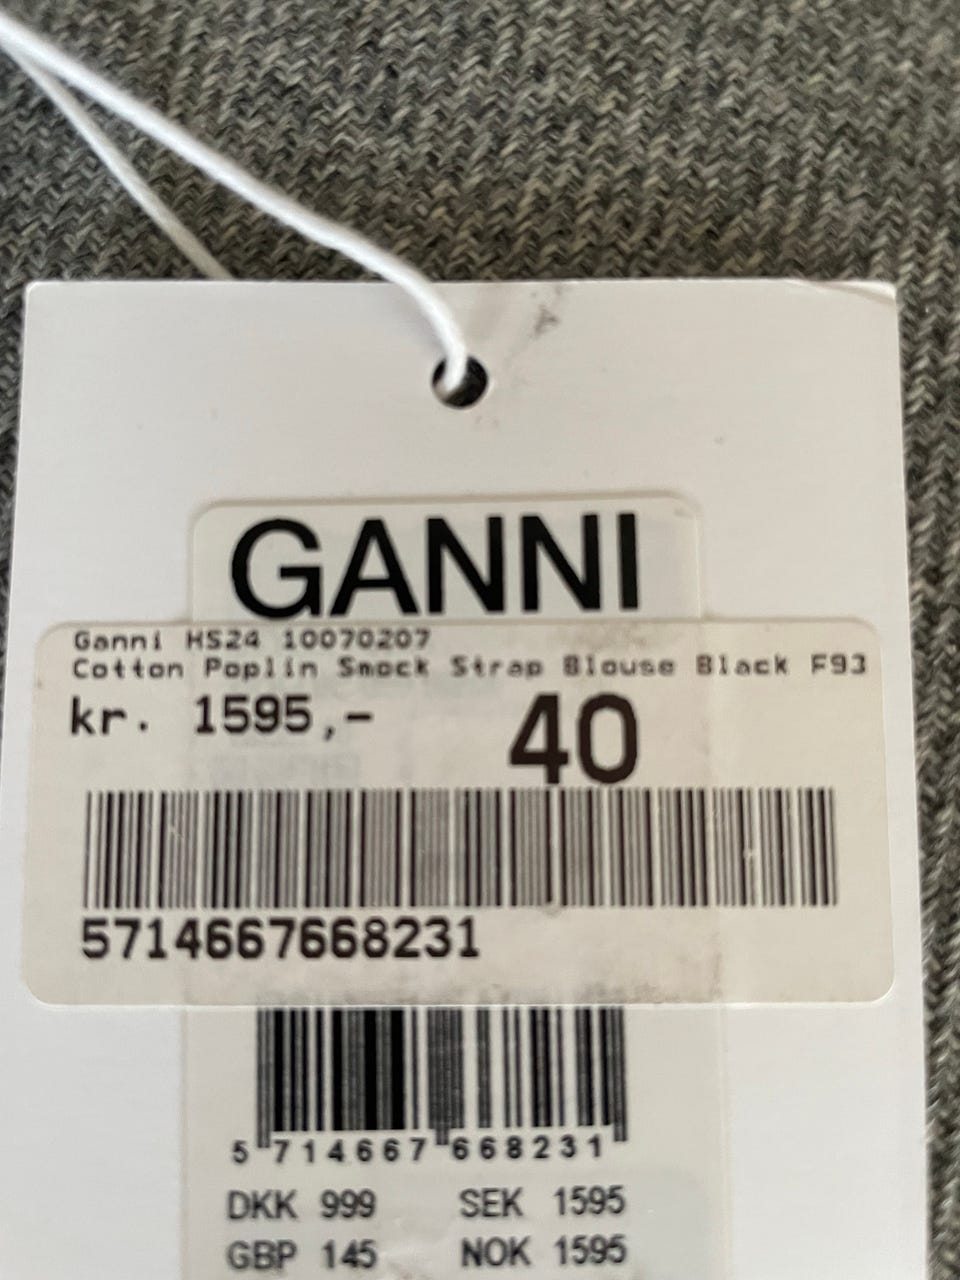 GANNI
Ganni HS24 10070207
Cotton Poplin Smock Strap Blouse Black F93
kr. 1595,- 40
5714667668231
5 714667 668231
DKK 999 SEK 1595
GBP 145 NOK 1595